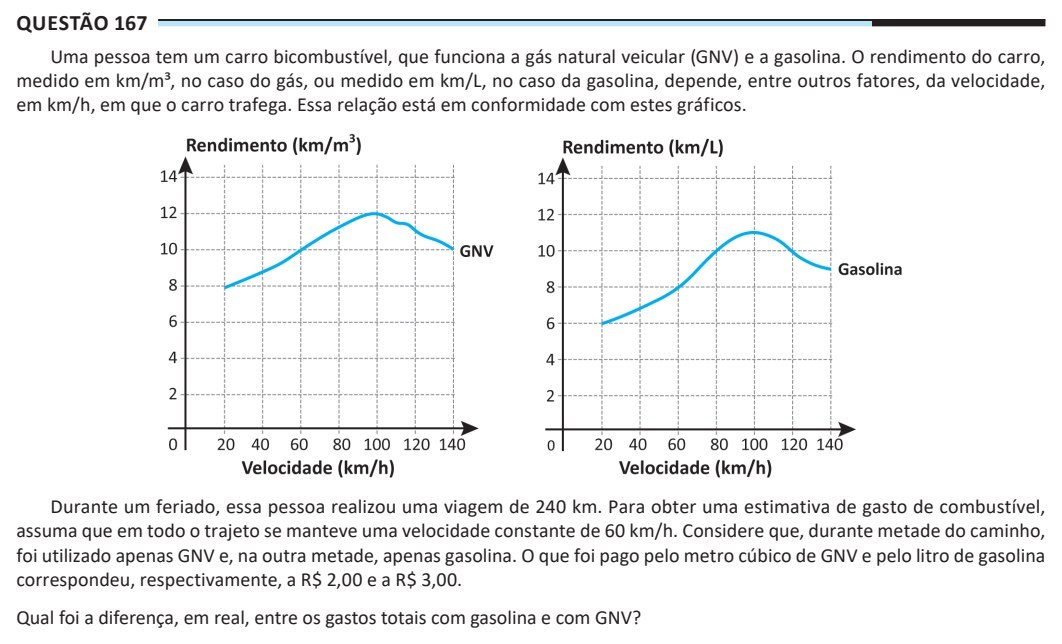 QUESTÃO 167
Uma pessoa tem um carro bicombustível, que funciona a gás natural veicular (GNV) e a gasolina. O rendimento do carro,
medido em km/m³, no caso do gás, ou medido em km/L, no caso da gasolina, depende, entre outros fatores, da velocidade,
em km/h, em que o carro trafega. Essa relação está em conformidade com estes gráficos.
Rendimento (km/m³)
14
12
10
8
6
4
2
0
20 40 60 80 100 120 140
Velocidade (km/h)
GNV
Rendimento (km/L)
14
12
10
8
6
4
2
0
20 40 60 80 100 120 140
Velocidade (km/h)
Gasolina
Durante um feriado, essa pessoa realizou uma viagem de 240 km. Para obter uma estimativa de gasto de combustível,
assuma que em todo o trajeto se manteve uma velocidade constante de 60 km/h. Considere que, durante metade do caminho,
foi utilizado apenas GNV e, na outra metade, apenas gasolina. O que foi pago pelo metro cúbico de GNV e pelo litro de gasolina
correspondeu, respectivamente, a R$ 2,00 e a R$ 3,00.
Qual foi a diferença, em real, entre os gastos totais com gasolina e com GNV?